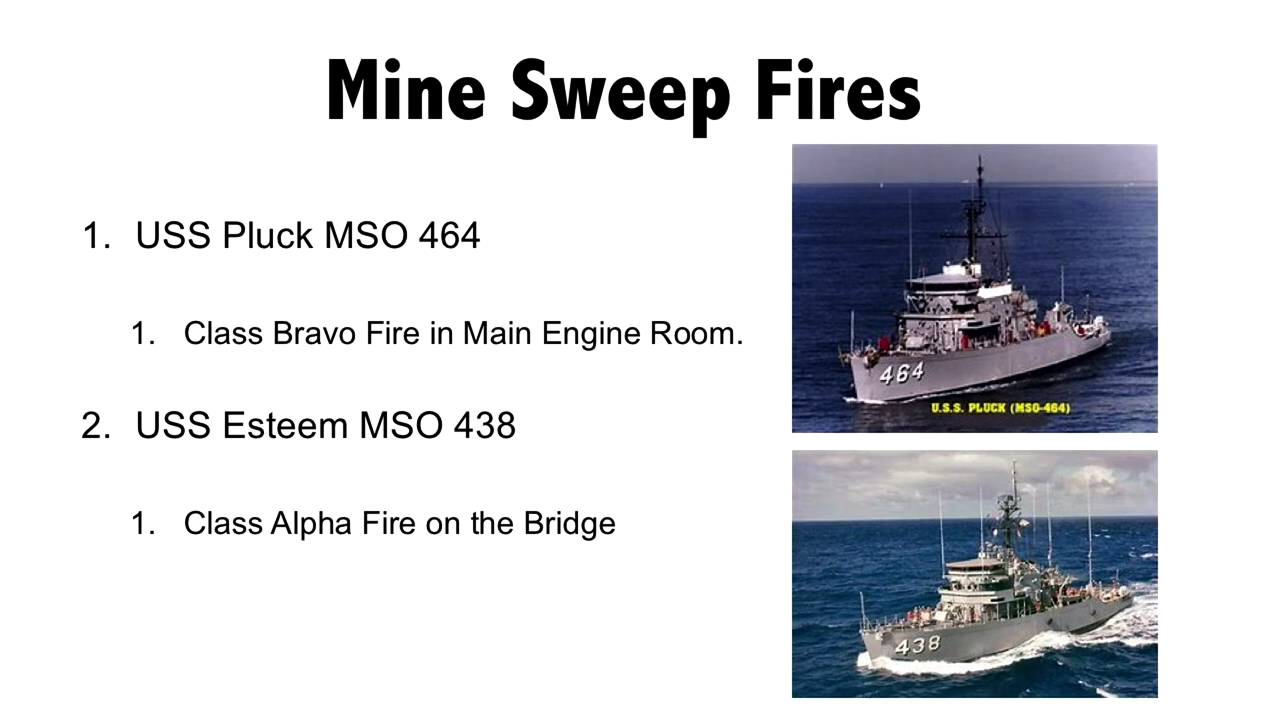 Mine Sweep Fires
1. USS Pluck MSO 464
1. Class Bravo Fire in Main Engine Room.
2. USS Esteem MSO 438
1. Class Alpha Fire on the Bridge
464
U.S.S. PLUCK (MSO-464)
438